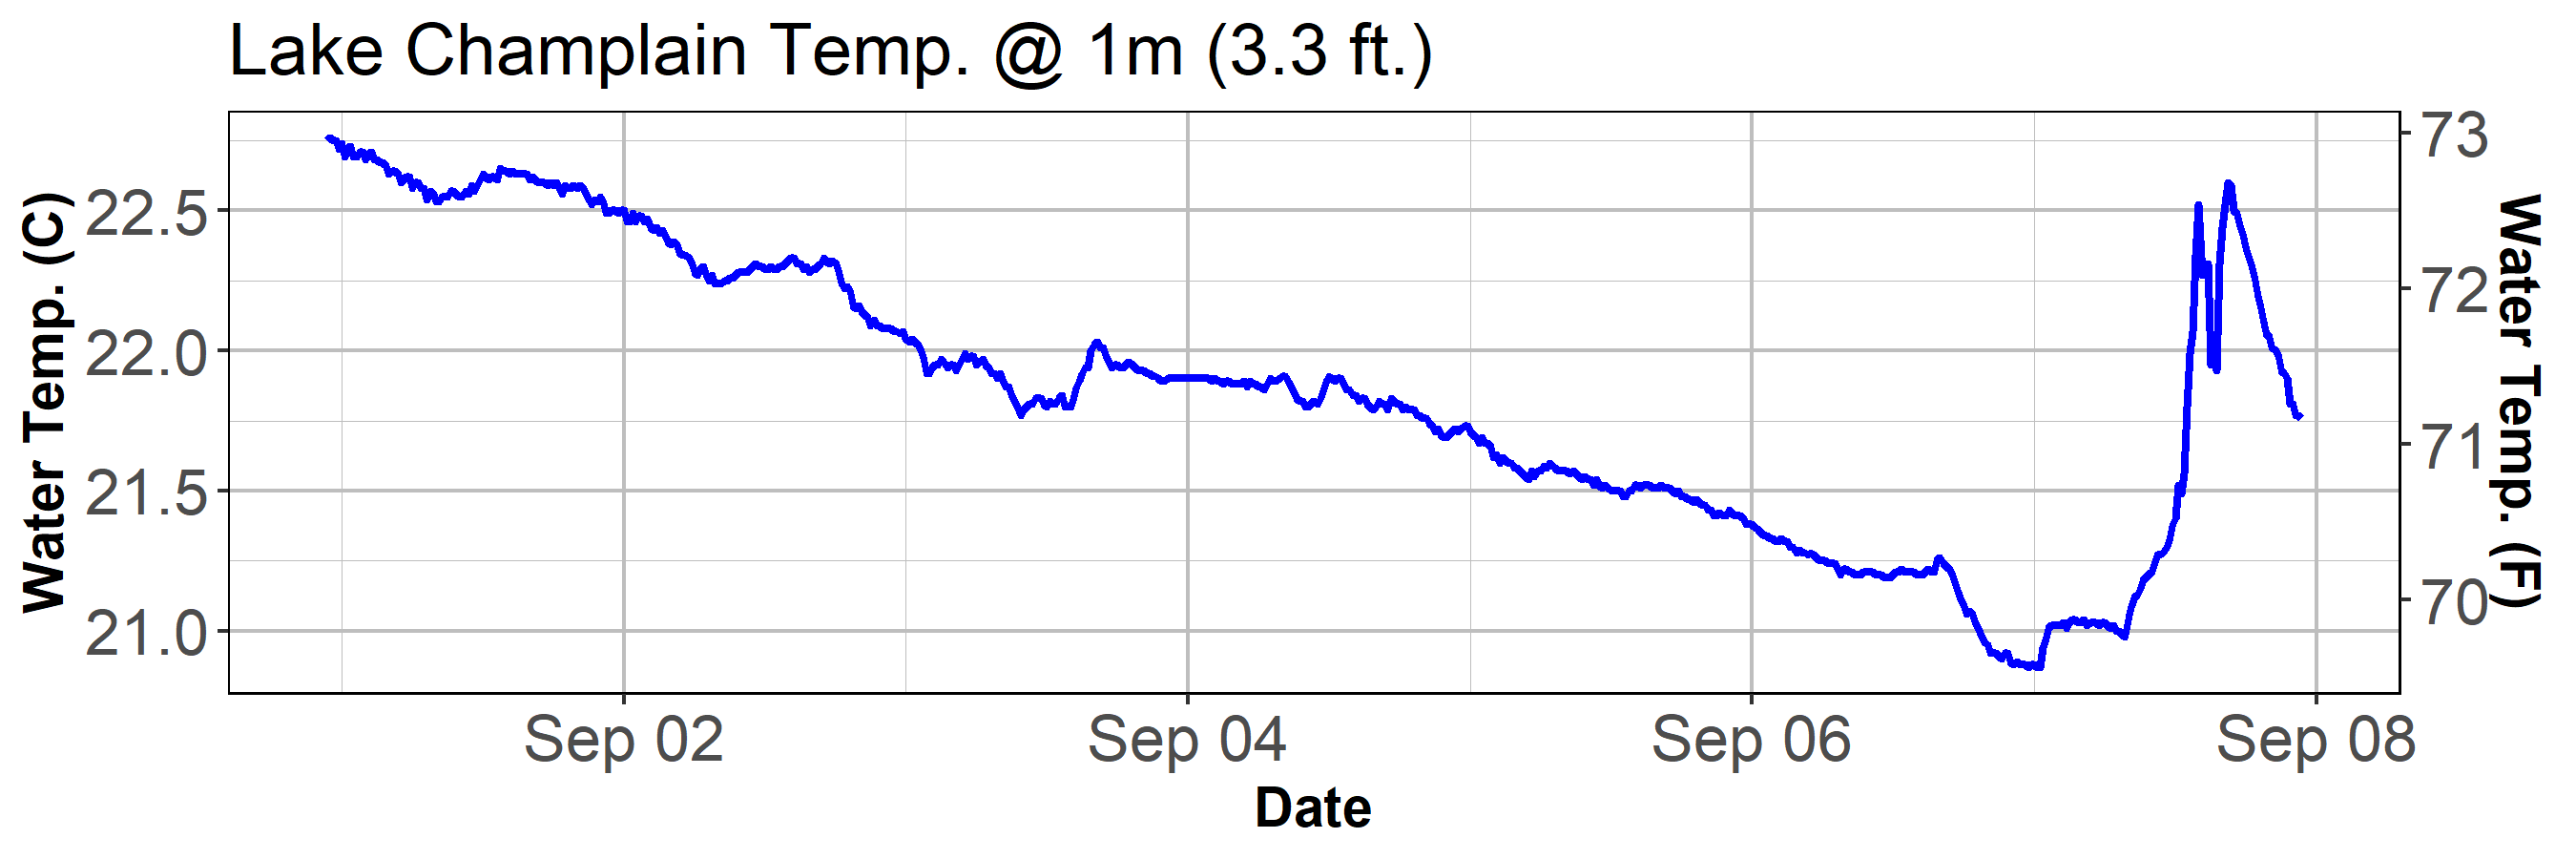 Lake Champlain Temp. @ 1m (3.3 ft.)
Water Temp. (C)
22.5
22.0
21.5
21.0
73
72
71
70
Water Temp. (F)
Sep 02 Sep 04 Sep 06 Sep 08
Date